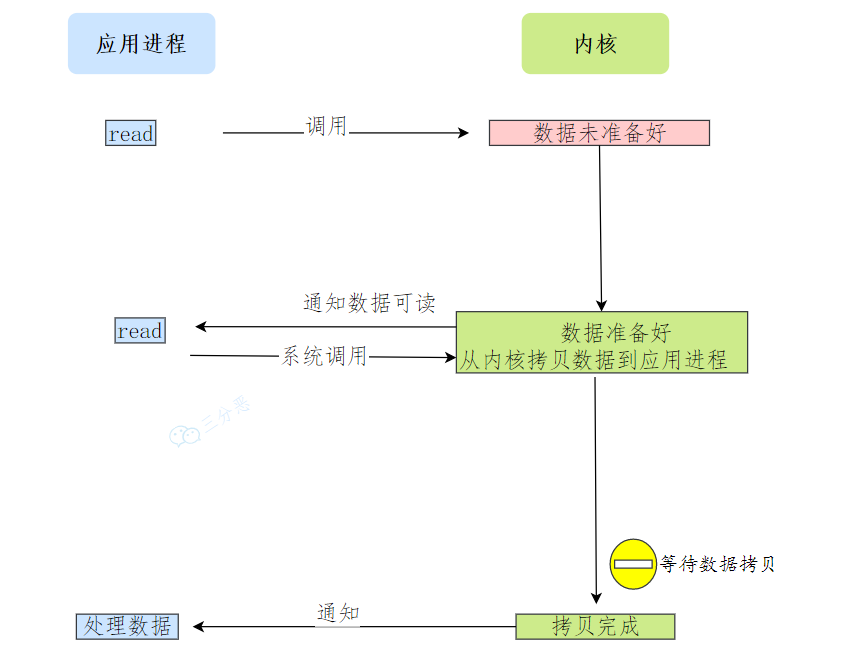 应用进程
内核
read
调用
数据未准备好
通知数据可读
read
数据准备好
系统调用
从内核拷贝数据到应用进程
三分恶
等待数据拷贝
通知
处理数据
拷贝完成